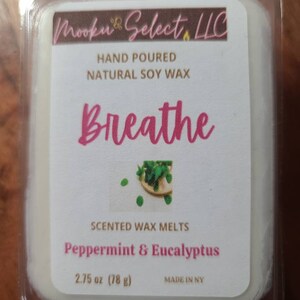 Mooku Select, LLC
HAND POURED
NATURAL SOY WAX
Breathe
SCENTED WAX MELTS
Peppermint & Eucalyptus
2.75 oz (78 g) MADE IN NY